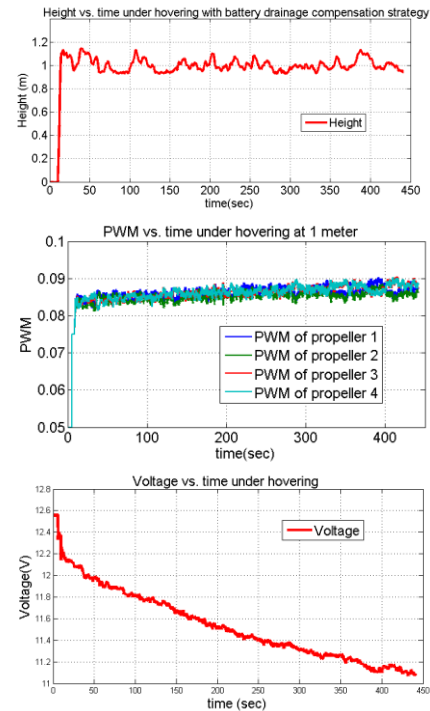 Height vs. time under hovering with battery drainage compensation strategy
1.2
1
0.8
0.6
0.4
0.2
0
Height (m)
Height
0 50 100 150 200 250 300 350 400 450
time(sec)
PWM vs. time under hovering at 1 meter
0.1
0.09
0.08
0.07
0.06
0.05
PWM
PWM of propeller 1
PWM of propeller 2
PWM of propeller 3
PWM of propeller 4
0 100 200 300 400
time(sec)
Voltage vs. time under hovering
12.8
12.6
12.4
12.2
12
11.8
11.6
11.4
11.2
11
Voltage(V)
Voltage
0 50 100 150 200 250 300 350 400 450
time (sec)